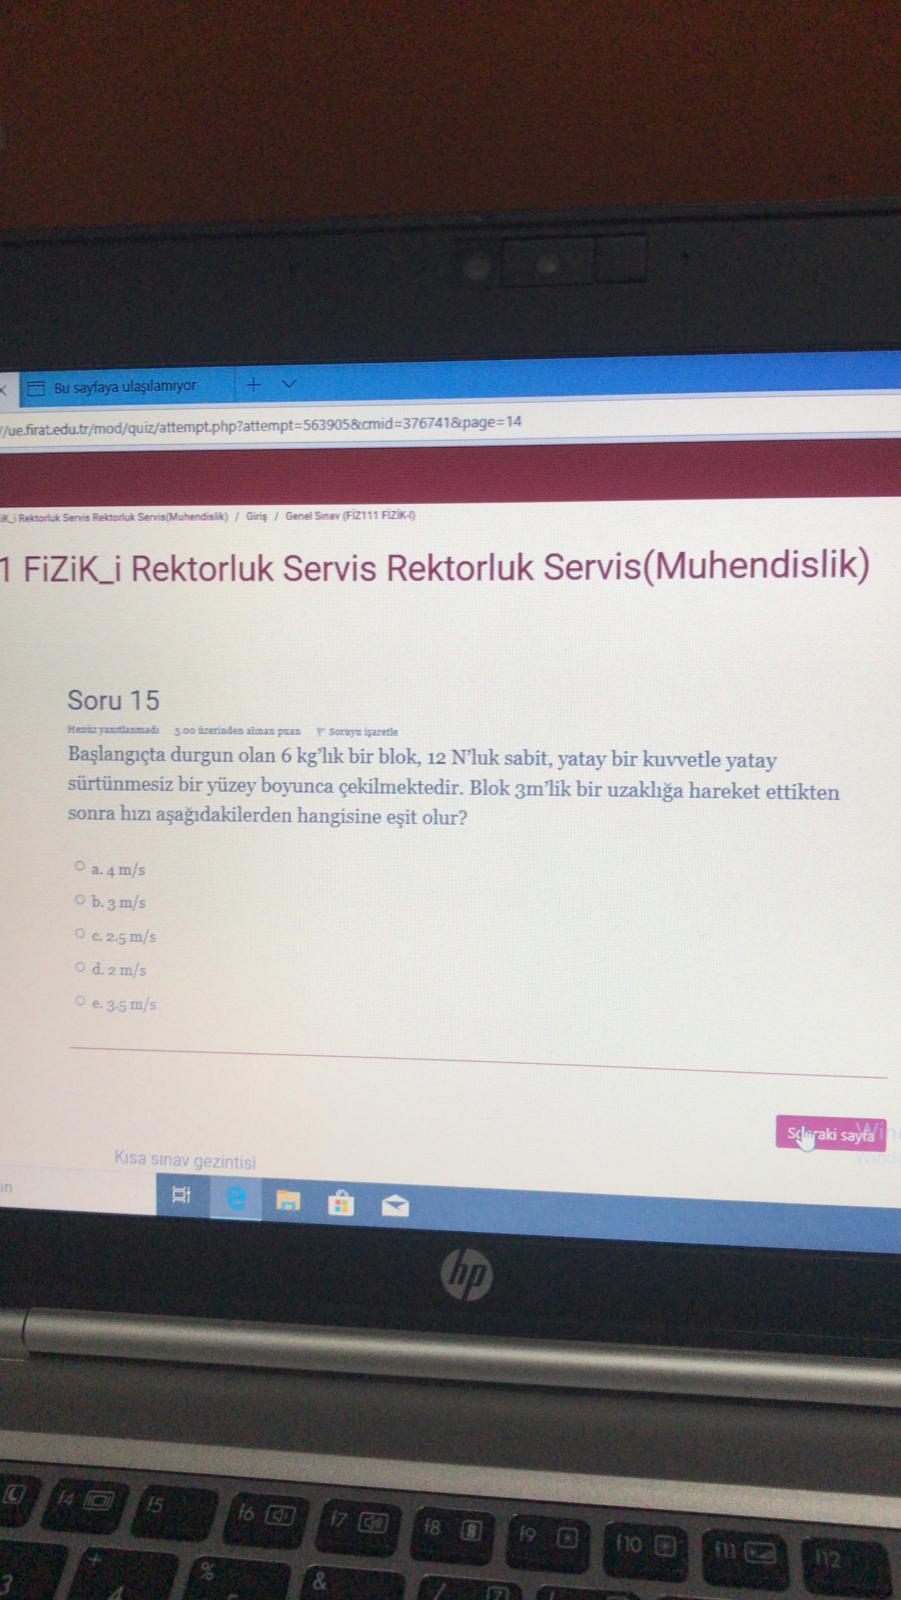 Bu sayfaya ulaşılamıyor
//ue.firat.edu.tr/mod/quiz/attempt.php?attempt=563905&cmid=376741&page=14
Rektorluk Servis Rektorluk Servis(Muhendislik) / Giriş / Genel Sınav (FİZ111 FİZİK-I)
1 FiZiK_i Rektorluk Servis Rektorluk Servis(Muhendislik)
Soru 15
Henüz yanıtlanmadı 5,00 üzerinden alınan puan Soruyu işaretle
Başlangıçta durgun olan 6 kg'lık bir blok, 12 N'luk sabit, yatay bir kuvvetle yatay
sürtünmesiz bir yüzey boyunca çekilmektedir. Blok 3m'lik bir uzaklığa hareket ettikten
sonra hızı aşağıdakilerden hangisine eşit olur?
a. 4 m/s
b. 3 m/s
c. 2.5 m/s
d. 2 m/s
e. 3.5 m/s
sayfa
Kısa sınav gezintisi
hp
f4 f5 f6 f7 f8 f9 f10 f11 f12
3 + 4 % & /